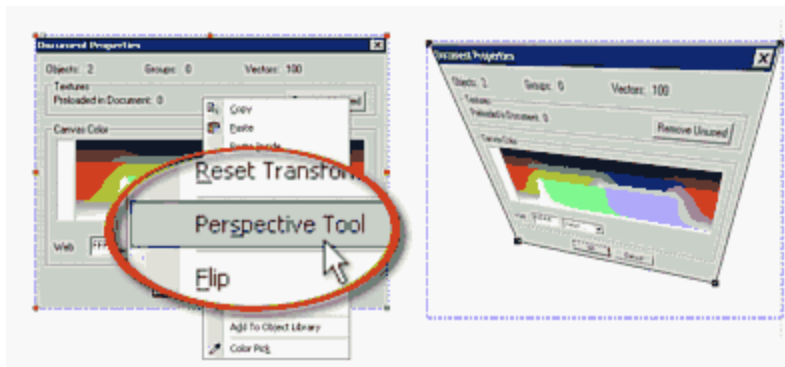 Document Properties
Objects: 2 Groups: 0 Vectors: 100
Textures
Preloaded in Document: 0
Canvas Color
Web
Copy
Paste
Reset Transform
Perspective Tool
Flip
Add To Object Library
Color Pick
Document Properties
Objects: 2 Groups: 0 Vectors: 100
Textures
Preloaded in Document: 0
Remove Unused
Canvas Color